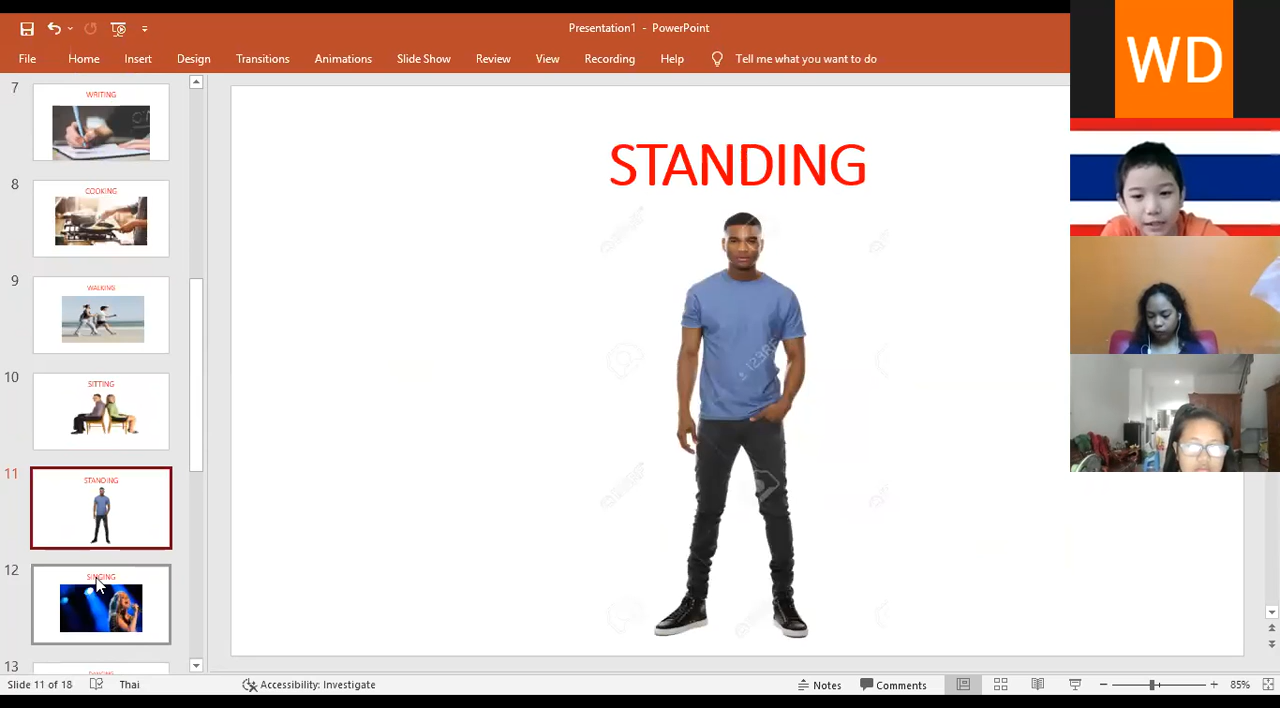 Presentation1 - PowerPoint
File Home Insert Design Transitions Animations Slide Show Review View Recording Help Tell me what you want to do
WD
7
WRITING
8
COOKING
9
WALKING
10
SITTING
11
STANDING
12
SINGING
13
DANCING
STANDING
123RF
Slide 11 of 18 Thai Accessibility: Investigate Notes Comments 85%